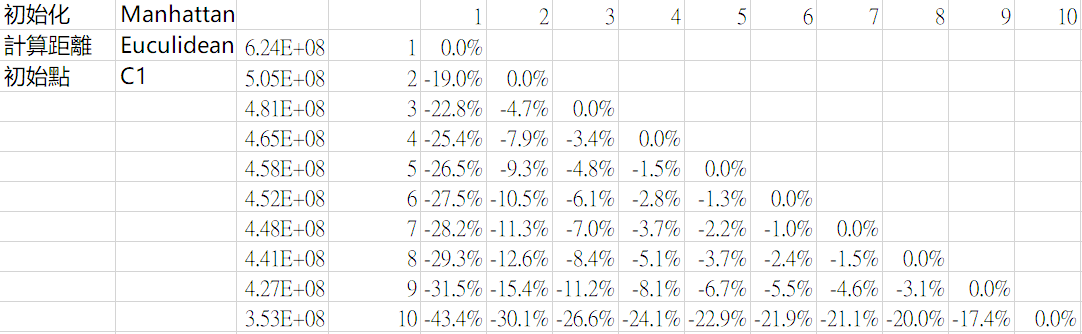 初始化 Manhattan 1 2 3 4 5 6 7 8 9 10
計算距離 Euculidean 6.24E+08 1 0.0%
初始點 C1 5.05E+08 2 -19.0% 0.0%
4.81E+08 3 -22.8% -4.7% 0.0%
4.65E+08 4 -25.4% -7.9% -3.4% 0.0%
4.58E+08 5 -26.5% -9.3% -4.8% -1.5% 0.0%
4.52E+08 6 -27.5% -10.5% -6.1% -2.8% -1.3% 0.0%
4.48E+08 7 -28.2% -11.3% -7.0% -3.7% -2.2% -1.0% 0.0%
4.41E+08 8 -29.3% -12.6% -8.4% -5.1% -3.7% -2.4% -1.5% 0.0%
4.27E+08 9 -31.5% -15.4% -11.2% -8.1% -6.7% -5.5% -4.6% -3.1% 0.0%
3.53E+08 10 -43.4% -30.1% -26.6% -24.1% -22.9% -21.9% -21.1% -20.0% -17.4% 0.0%